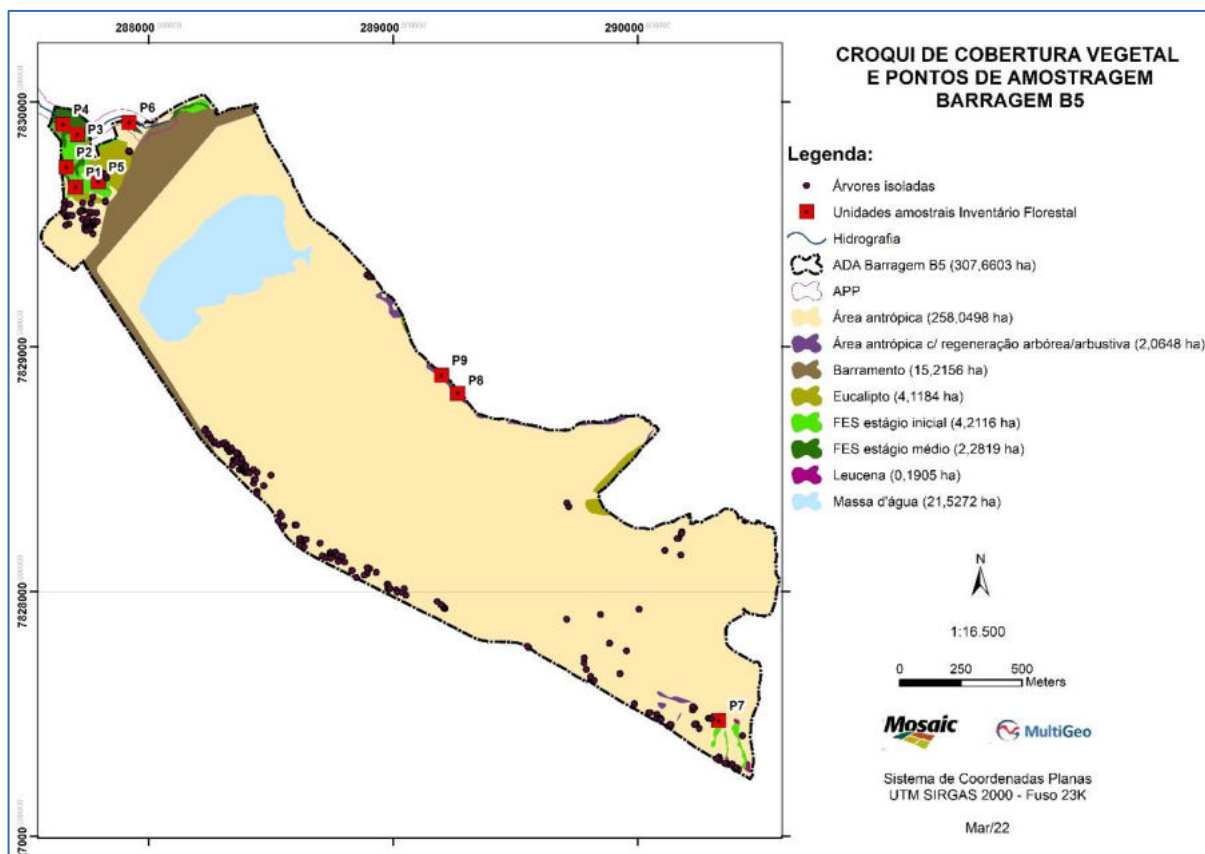 288000
289000
290000
7830000
7829000
7828000
P4
P3
P6
P2
P1
P5
P9
P8
P7
CROQUI DE COBERTURA VEGETAL
E PONTOS DE AMOSTRAGEM
BARRAGEM B5
Legenda:
Árvores isoladas
Unidades amostrais Inventário Florestal
Hidrografia
ADA Barragem B5 (307,6603 ha)
APP
Área antrópica (258,0498 ha)
Área antrópica c/ regeneração arbórea/arbustiva (2,0648 ha)
Barramento (15,2156 ha)
Eucalipto (4,1184 ha)
FES estágio inicial (4,2116 ha)
FES estágio médio (2,2819 ha)
Leucena (0,1905 ha)
Massa d'água (21,5272 ha)
N
1:16.500
0 250 500
Meters
Mosaic
MultiGeo
Sistema de Coordenadas Planas
UTM SIRGAS 2000 - Fuso 23K
Mar/22